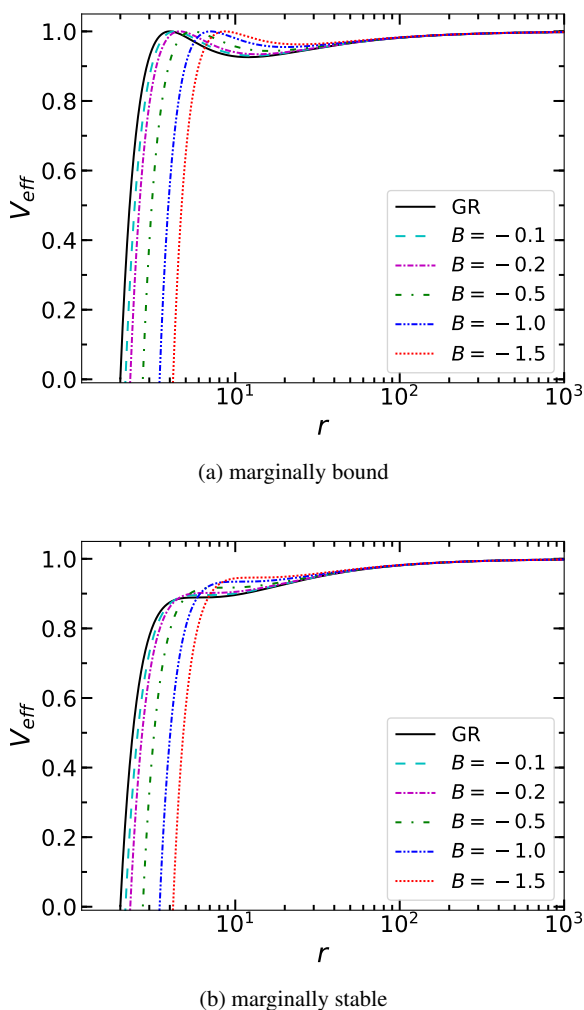 1.0
0.8
0.6
0.4
0.2
0.0
V_eff
GR
B = −0.1
B = −0.2
B = −0.5
B = −1.0
B = −1.5
10^1
10^2
10^3
r
(a) marginally bound
1.0
0.8
0.6
0.4
0.2
0.0
V_eff
GR
B = −0.1
B = −0.2
B = −0.5
B = −1.0
B = −1.5
10^1
10^2
10^3
r
(b) marginally stable